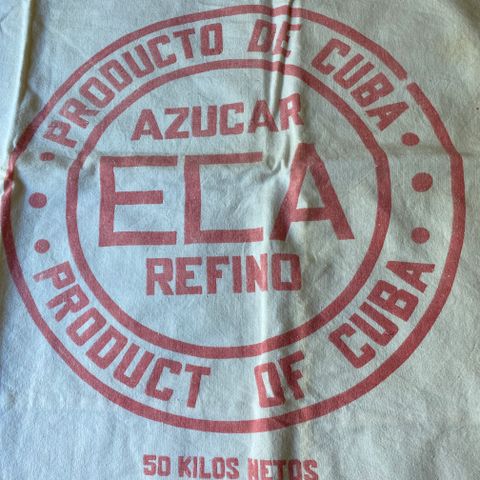 PRODUCTO DE CUBA
AZUCAR
ECA
REFINO
PRODUCT OF CUBA
50 KILOS NETOS